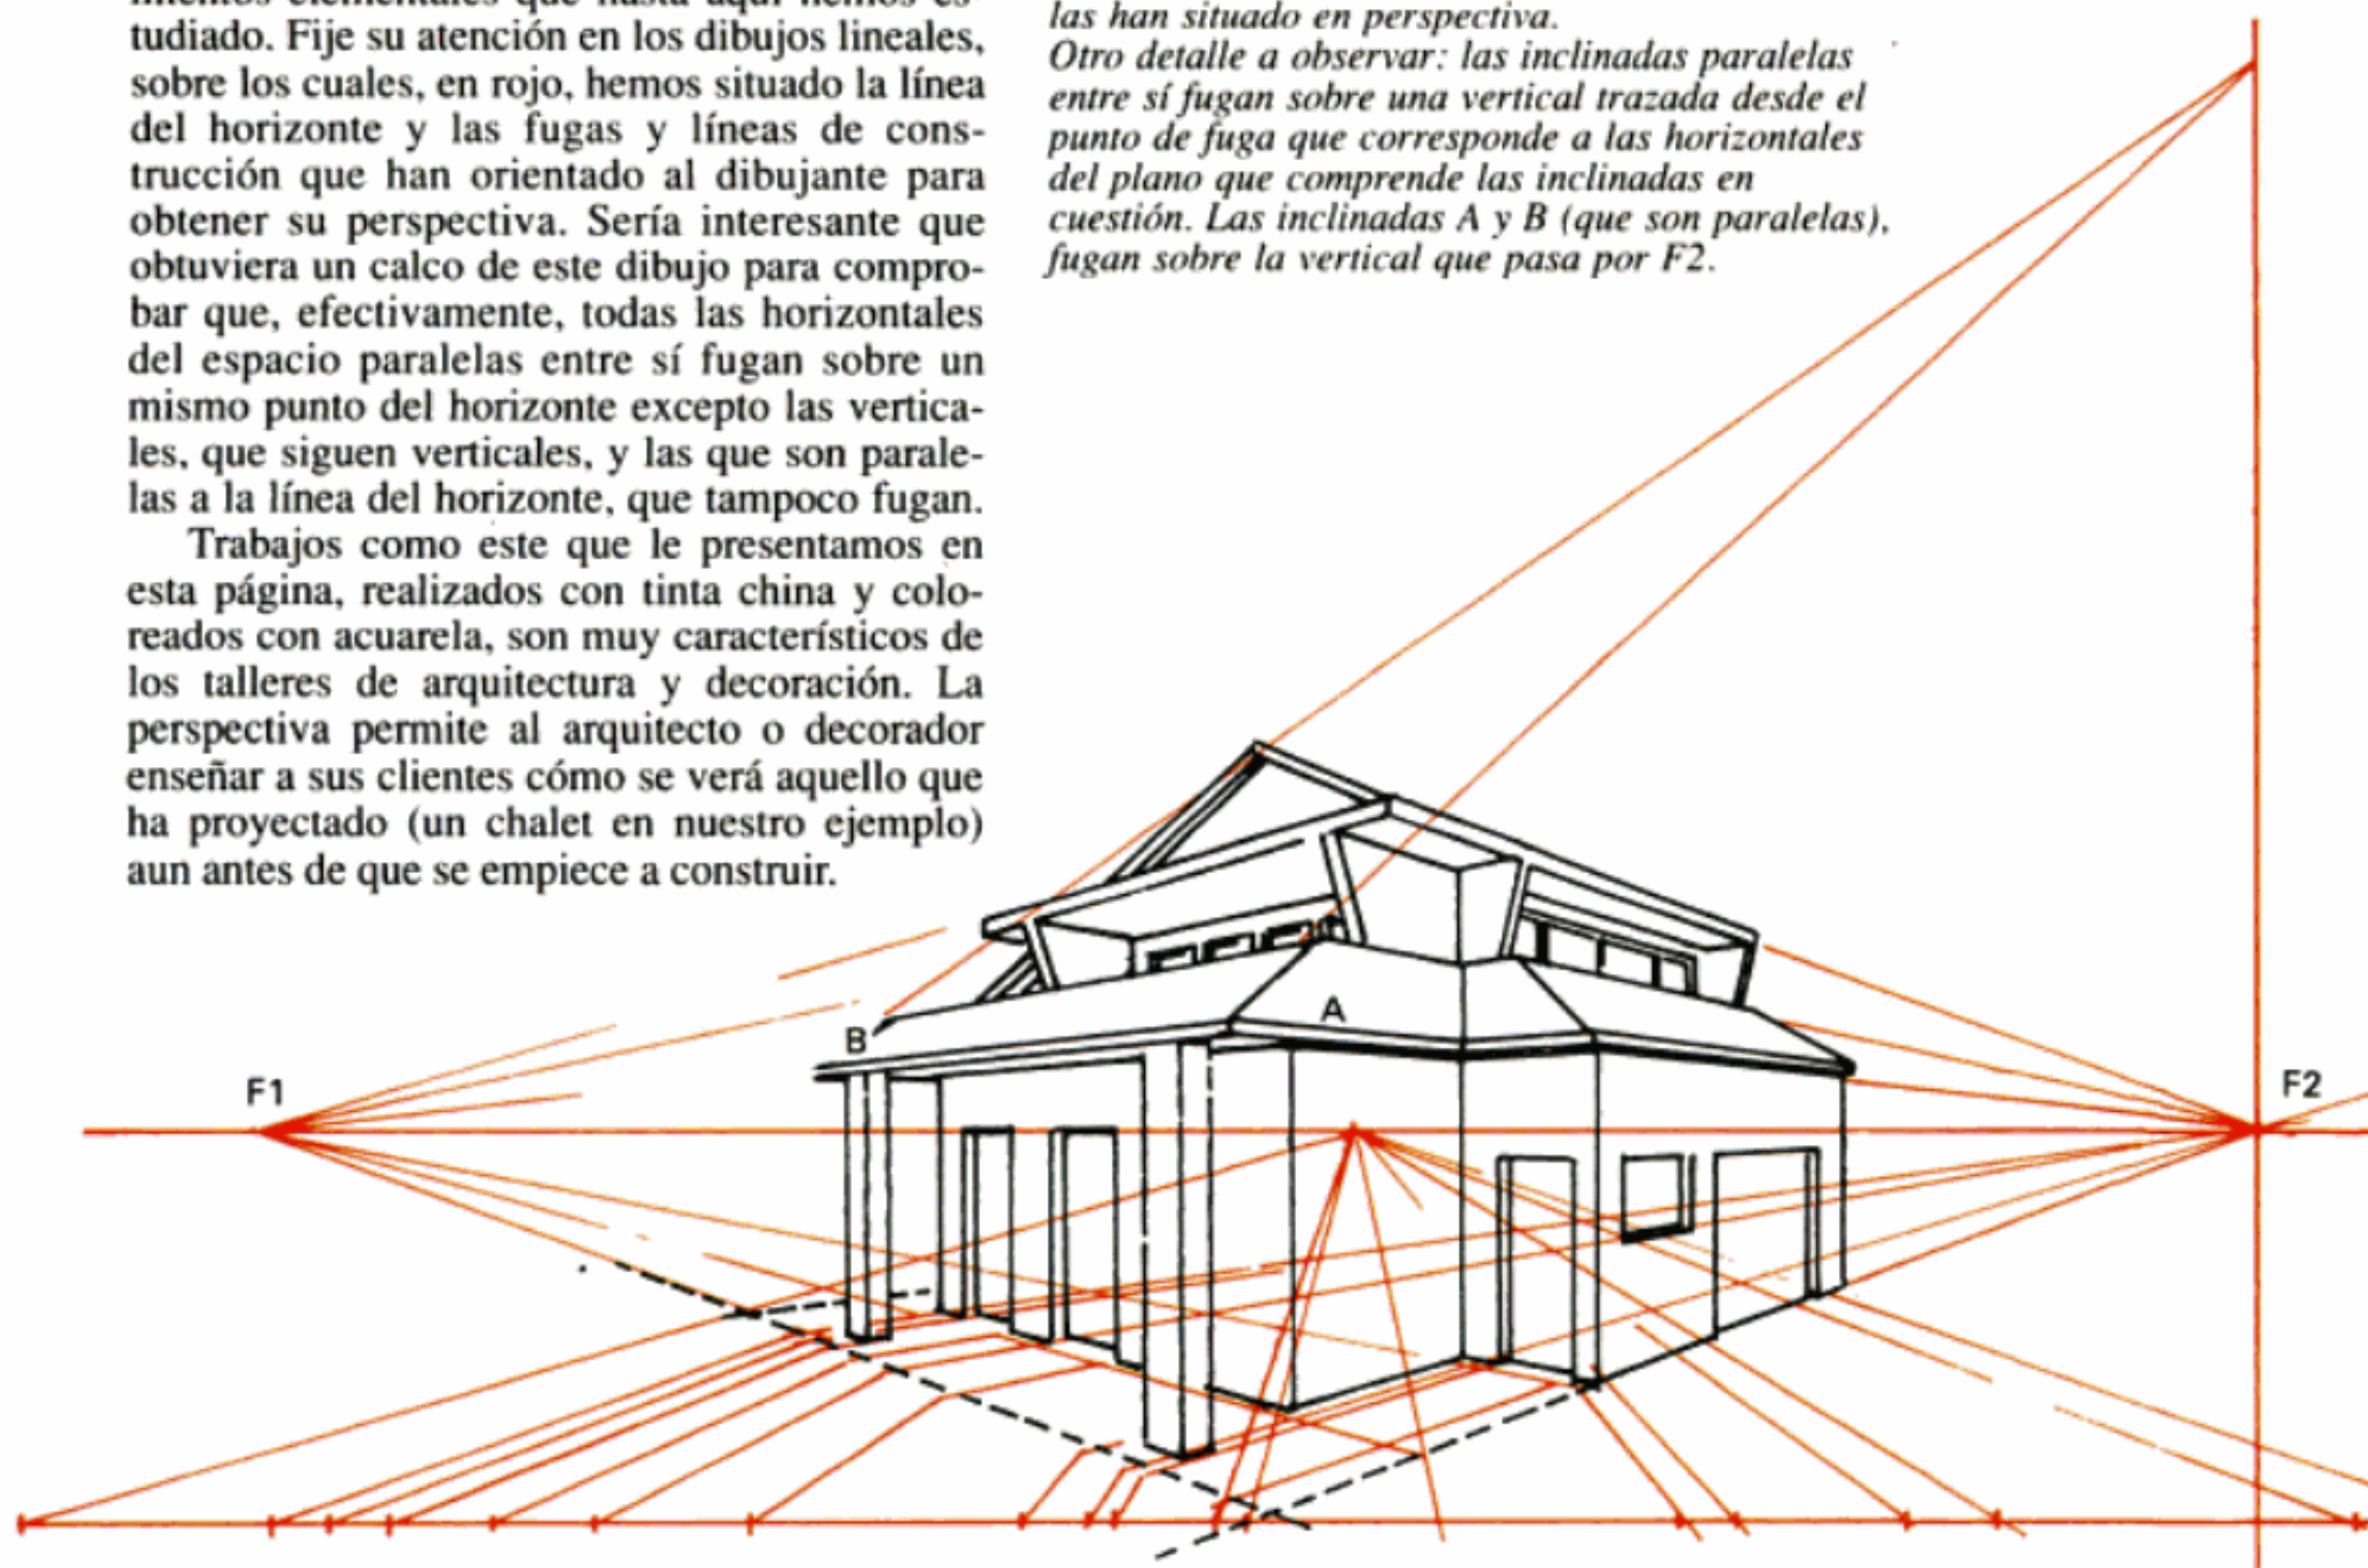 tudiado. Fije su atención en los dibujos lineales,
sobre los cuales, en rojo, hemos situado la línea
del horizonte y las fugas y líneas de cons-
trucción que han orientado al dibujante para
obtener su perspectiva. Sería interesante que
obtuviera un calco de este dibujo para compro-
bar que, efectivamente, todas las horizontales
del espacio paralelas entre sí fugan sobre un
mismo punto del horizonte excepto las vertica-
les, que siguen verticales, y las que son parale-
las a la línea del horizonte, que tampoco fugan.
Trabajos como este que le presentamos en
esta página, realizados con tinta china y colo-
reados con acuarela, son muy característicos de
los talleres de arquitectura y decoración. La
perspectiva permite al arquitecto o decorador
enseñar a sus clientes cómo se verá aquello que
ha proyectado (un chalet en nuestro ejemplo)
aun antes de que se empiece a construir.
las han situado en perspectiva.
Otro detalle a observar: las inclinadas paralelas
entre sí fugan sobre una vertical trazada desde el
punto de fuga que corresponde a las horizontales
del plano que comprende las inclinadas en
cuestión. Las inclinadas A y B (que son paralelas),
fugan sobre la vertical que pasa por F2.
A
B
F1
F2